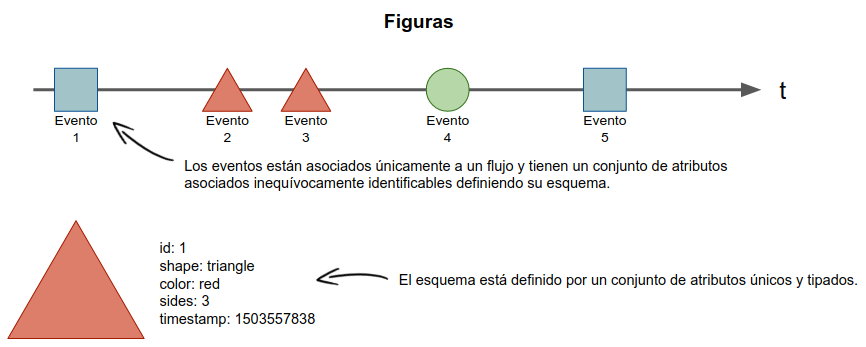 Figuras
t
Evento
1
Evento
2
Evento
3
Evento
4
Evento
5
Los eventos están asociados únicamente a un flujo y tienen un conjunto de atributos
asociados inequívocamente identificables definiendo su esquema.
id: 1
shape: triangle
color: red
sides: 3
timestamp: 1503557838
El esquema está definido por un conjunto de atributos únicos y tipados.